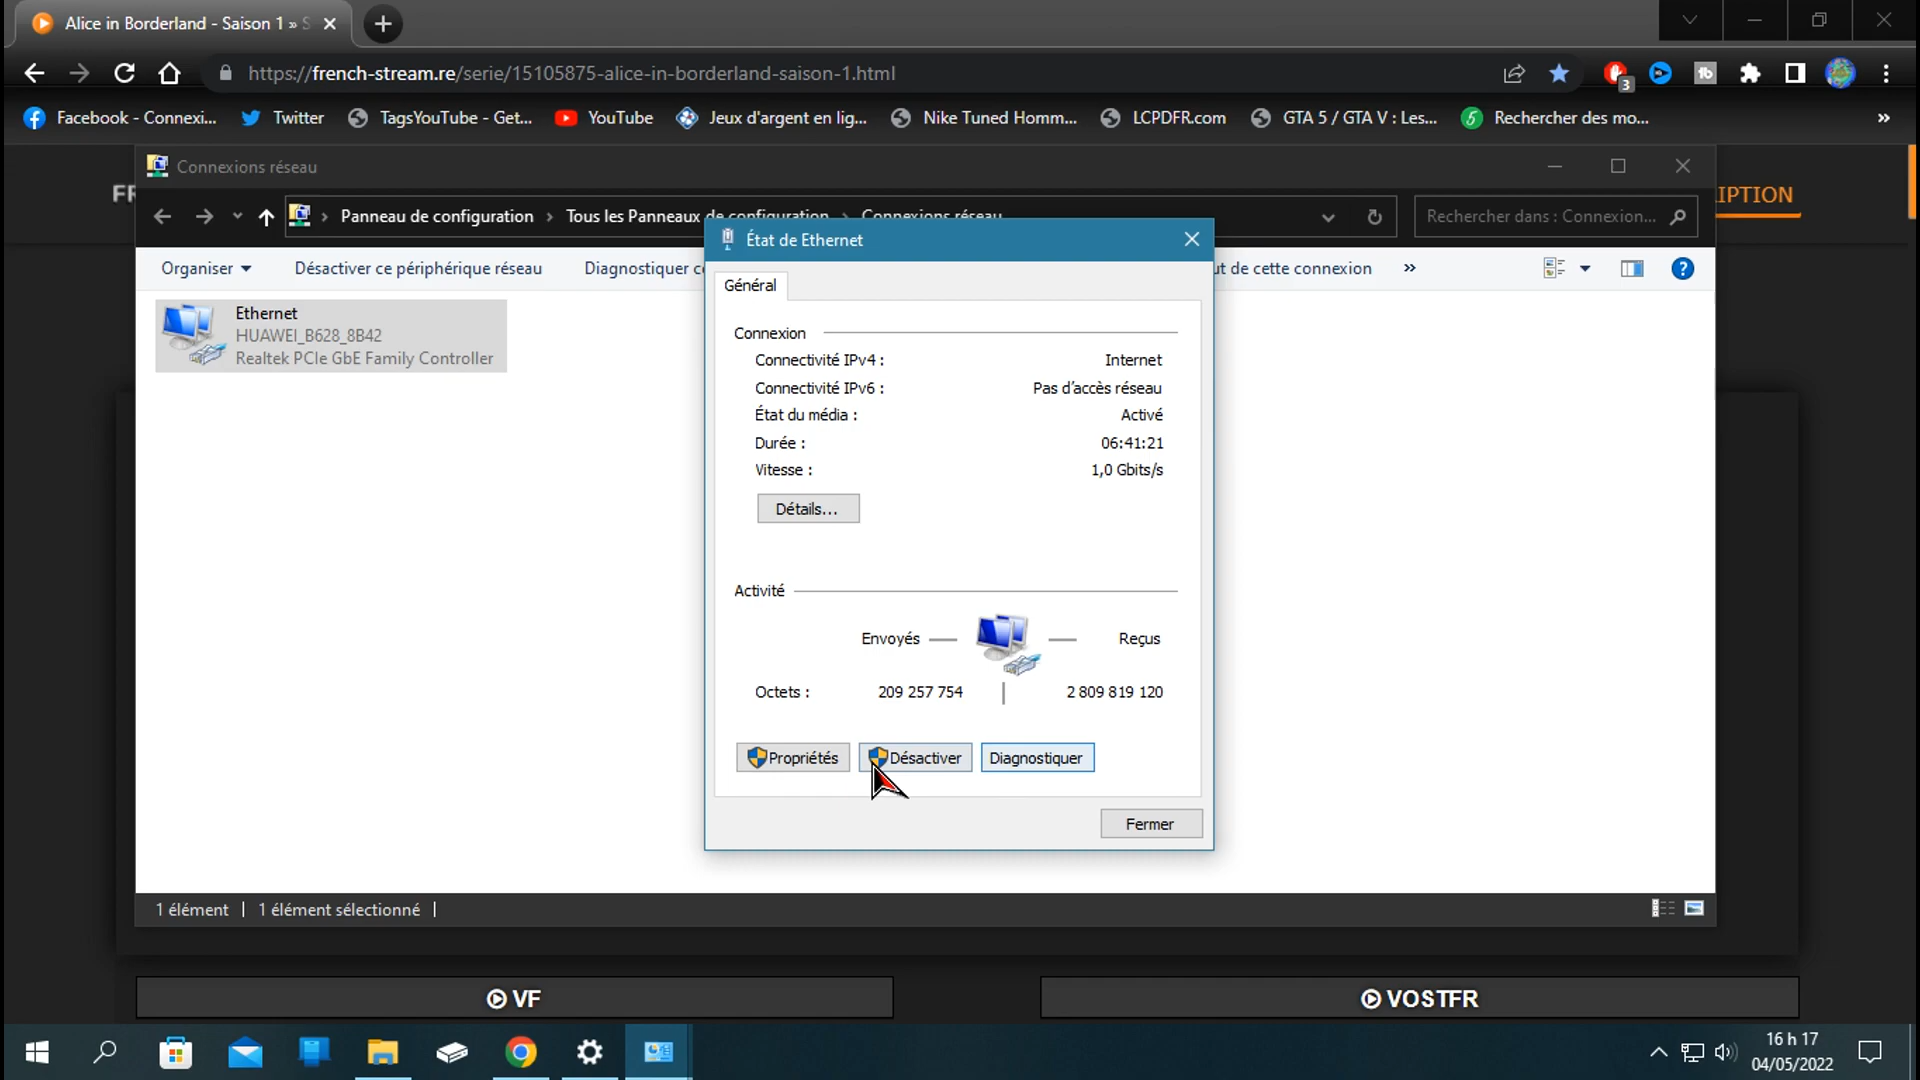 Alice in Borderland - Saison 1 » S
https://french-stream.re/serie/15105875-alice-in-borderland-saison-1.html
3
Facebook - Connexi...
Twitter
TagsYouTube - Get...
YouTube
Jeux d'argent en lig...
Nike Tuned Homm...
LCPDFR.com
GTA 5 / GTA V : Les...
Rechercher des mo...
»
Connexions réseau
FR
IPTION
Panneau de configuration › Tous les Panneaux de configuration › Connexions réseau
Rechercher dans : Connexion...
État de Ethernet
Organiser
Désactiver ce périphérique réseau
Diagnostiquer c
ut de cette connexion
»
Général
Ethernet
HUAWEI_B628_8B42
Realtek PCIe GbE Family Controller
Connexion
Connectivité IPv4 : Internet
Connectivité IPv6 : Pas d'accès réseau
État du média : Activé
Durée : 06:41:21
Vitesse : 1,0 Gbits/s
Détails...
Activité
Envoyés — — Reçus
Octets : 209 257 754 | 2 809 819 120
Propriétés
Désactiver
Diagnostiquer
Fermer
1 élément
1 élément sélectionné
VF
VOSTFR
16 h 17
04/05/2022